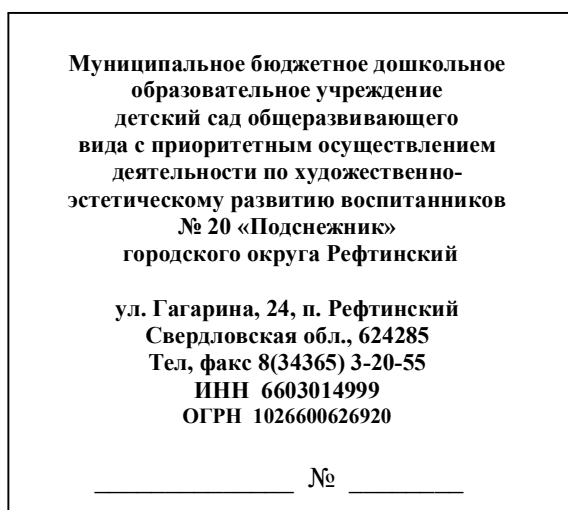 Муниципальное бюджетное дошкольное
образовательное учреждение
детский сад общеразвивающего
вида с приоритетным осуществлением
деятельности по художественно-
эстетическому развитию воспитанников
№ 20 «Подснежник»
городского округа Рефтинский
ул. Гагарина, 24, п. Рефтинский
Свердловская обл., 624285
Тел, факс 8(34365) 3-20-55
ИНН 6603014999
ОГРН 1026600626920
______________ № ________